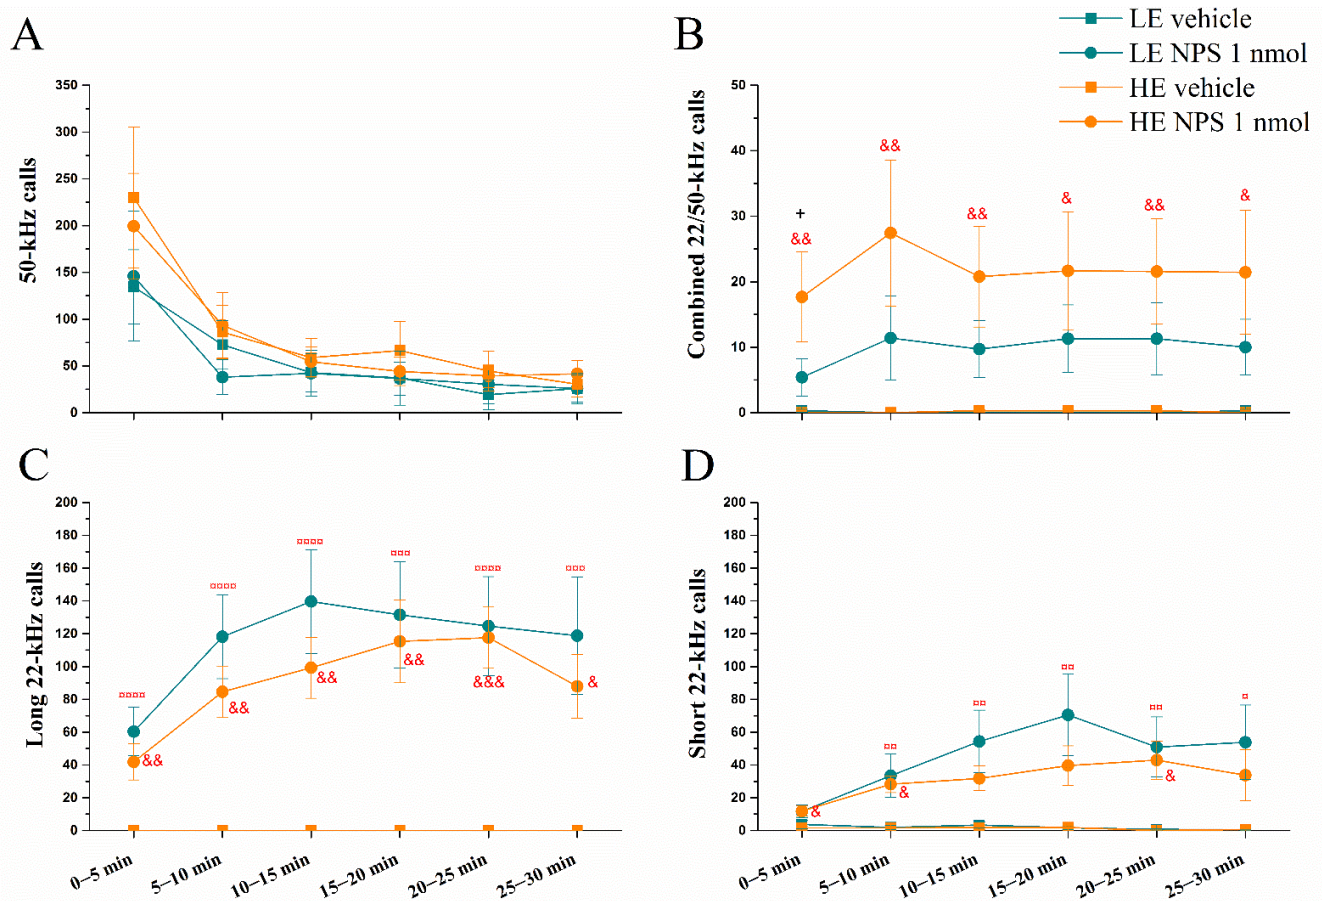 A
B
LE vehicle
LE NPS 1 nmol
HE vehicle
HE NPS 1 nmol
50-kHz calls
350
300
250
200
150
100
50
0
Combined 22/50-kHz calls
50
40
30
20
10
0
+
&&
&&
&&
&
&&
&
C
D
Long 22-kHz calls
200
180
160
140
120
100
80
60
40
20
0
¤¤¤¤
¤¤¤¤
¤¤¤¤
¤¤¤
¤¤¤¤
¤¤¤
&&
&&
&&
&&
&&&
&
0–5 min
5–10 min
10–15 min
15–20 min
20–25 min
25–30 min
Short 22-kHz calls
200
180
160
140
120
100
80
60
40
20
0
¤¤
¤¤
¤¤
¤¤
¤
&
&
&
0–5 min
5–10 min
10–15 min
15–20 min
20–25 min
25–30 min